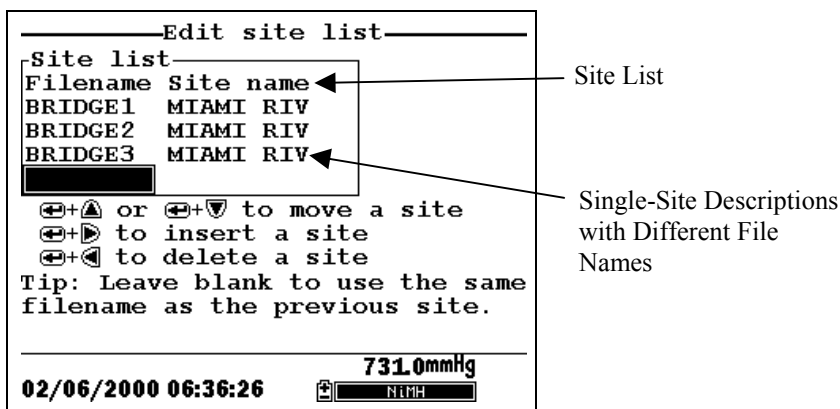 Edit site list
Site list
Filename Site name
BRIDGE1 MIAMI RIV
BRIDGE2 MIAMI RIV
BRIDGE3 MIAMI RIV
+ or + to move a site
+ to insert a site
+ to delete a site
Tip: Leave blank to use the same
filename as the previous site.
731.0mmHg
02/06/2000 06:36:26 NiMH
Site List
Single-Site Descriptions
with Different File
Names